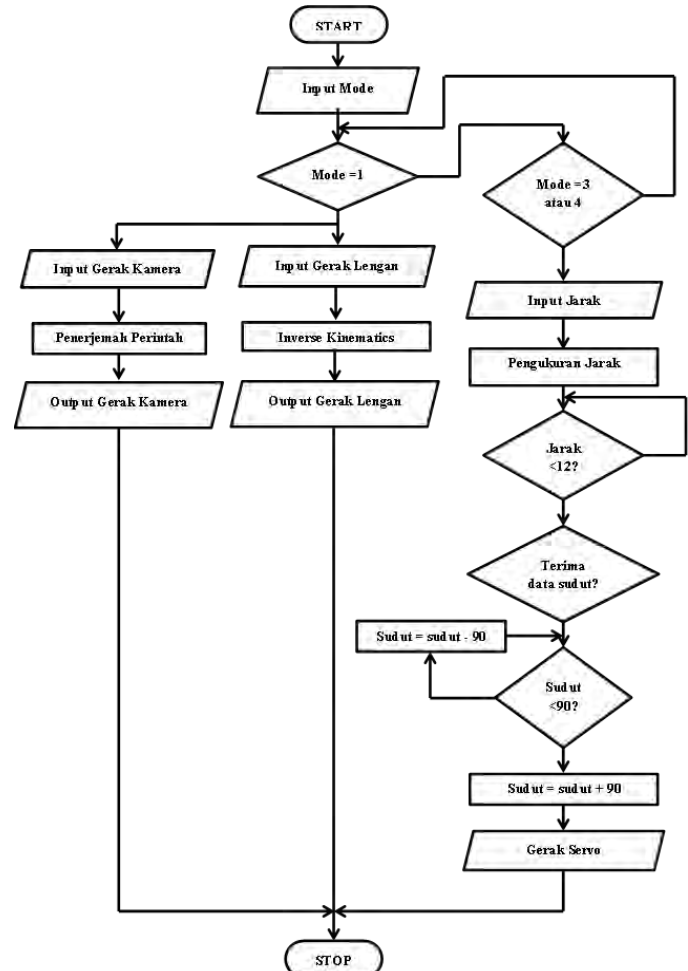 START
Input Mode
Mode =1
Mode =3
atau 4
Input Gerak Kamera
Input Gerak Lengan
Input Jarak
Penerjemah Perintah
Inverse Kinematics
Pengukuran Jarak
Output Gerak Kamera
Output Gerak Lengan
Jarak
<12?
Terima
data sudut?
Sudut = sudut - 90
Sudut
<90?
Sudut = sudut + 90
Gerak Servo
STOP